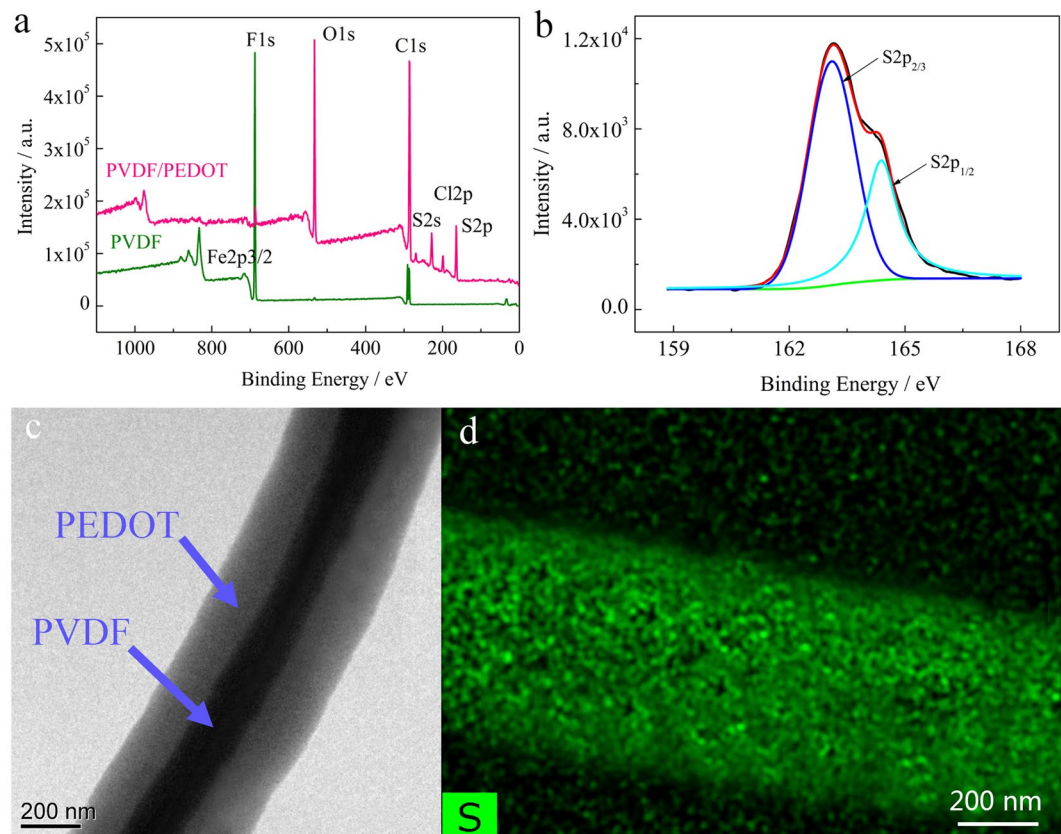 a
5x10⁵
4x10⁵
3x10⁵
2x10⁵
1x10⁵
0
Intensity / a.u.
F1s
O1s
C1s
PVDF/PEDOT
Cl2p
S2s
S2p
PVDF
Fe2p3/2
1000 800 600 400 200 0
Binding Energy / eV
b
1.2x10⁴
8.0x10³
4.0x10³
0.0
Intensity / a.u.
S2p₂/₃
S2p₁/₂
159 162 165 168
Binding Energy / eV
c
PEDOT
PVDF
200 nm
d
S
200 nm